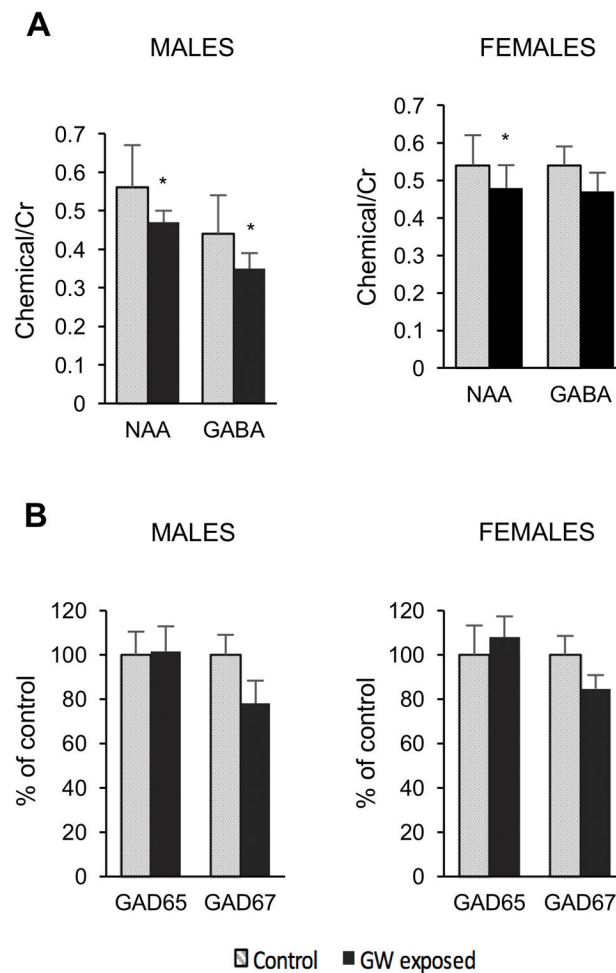 A
MALES
FEMALES
Chemical/Cr
0.7
0.6
0.5
0.4
0.3
0.2
0.1
0
*
*
NAA GABA
Chemical/Cr
0.7
0.6
0.5
0.4
0.3
0.2
0.1
0
*
NAA GABA
B
MALES
FEMALES
% of control
120
100
80
60
40
20
0
GAD65 GAD67
% of control
120
100
80
60
40
20
0
GAD65 GAD67
Control GW exposed